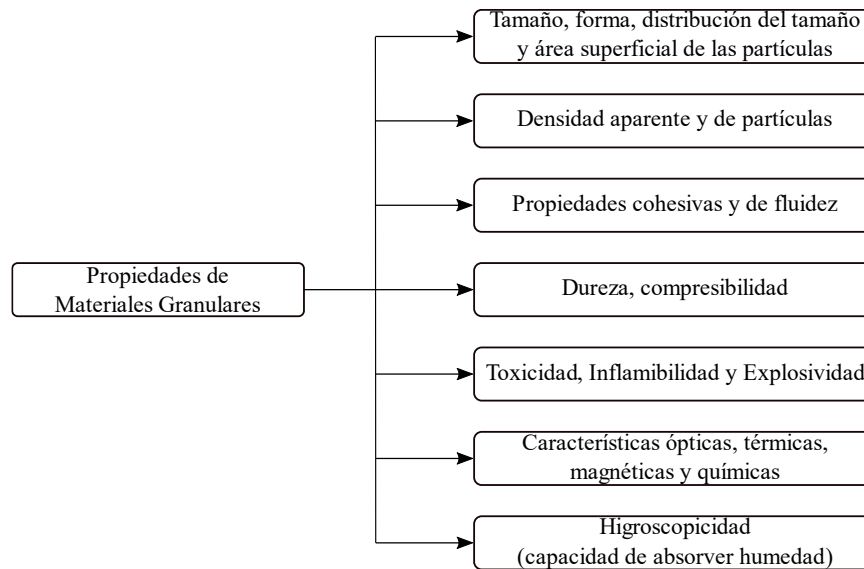 Tamaño, forma, distribución del tamaño
y área superficial de las partículas
Densidad aparente y de partículas
Propiedades cohesivas y de fluidez
Propiedades de
Materiales Granulares
Dureza, compresibilidad
Toxicidad, Inflamibilidad y Explosividad
Características ópticas, térmicas,
magnéticas y químicas
Higroscopicidad
(capacidad de absorver humedad)